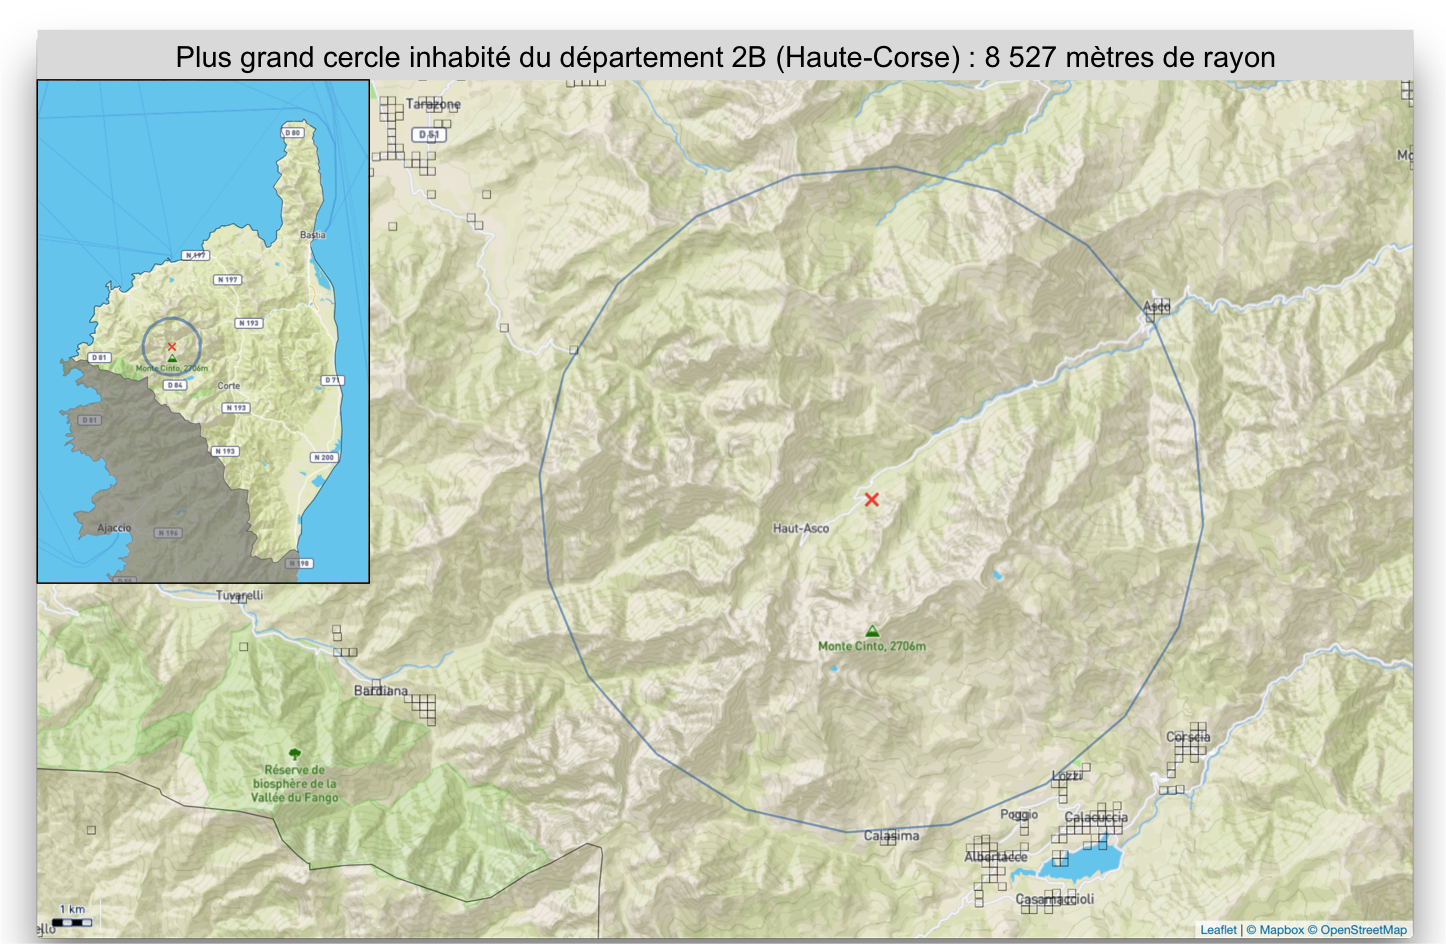 Plus grand cercle inhabité du département 2B (Haute-Corse) : 8 527 mètres de rayon
D 80
Bastia
N 197
N 197
N 193
D 81
Monte Cinto, 2706m
D 84
Corte
D 71
N 193
D 81
N 193
N 200
Ajaccio
N 196
N 198
Tarazone
D 51
Asco
Haut-Asco
Monte Cinto, 2706m
Tuvarelli
Bardiana
Réserve de
biosphère de la
Vallée du Fango
Corscia
Lozzi
Poggio
Calacuccia
Calasima
Albertacce
Casamaccioli
1 km
Leaflet | © Mapbox © OpenStreetMap